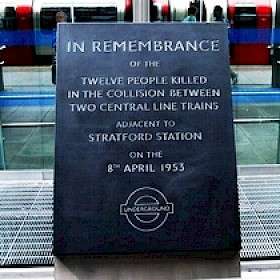 IN REMEMBRANCE
OF THE
TWELVE PEOPLE KILLED
IN THE COLLISION BETWEEN
TWO CENTRAL LINE TRAINS
ADJACENT TO
STRATFORD STATION
ON THE
8TH APRIL 1953
UNDERGROUND